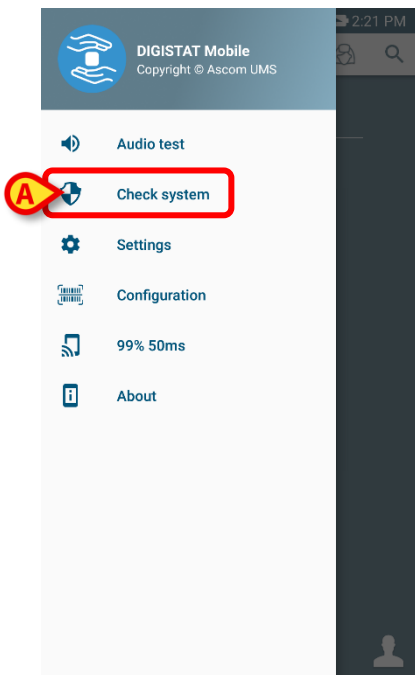 2:21 PM
DIGISTAT Mobile
Copyright © Ascom UMS
Audio test
A
Check system
Settings
Configuration
99% 50ms
About